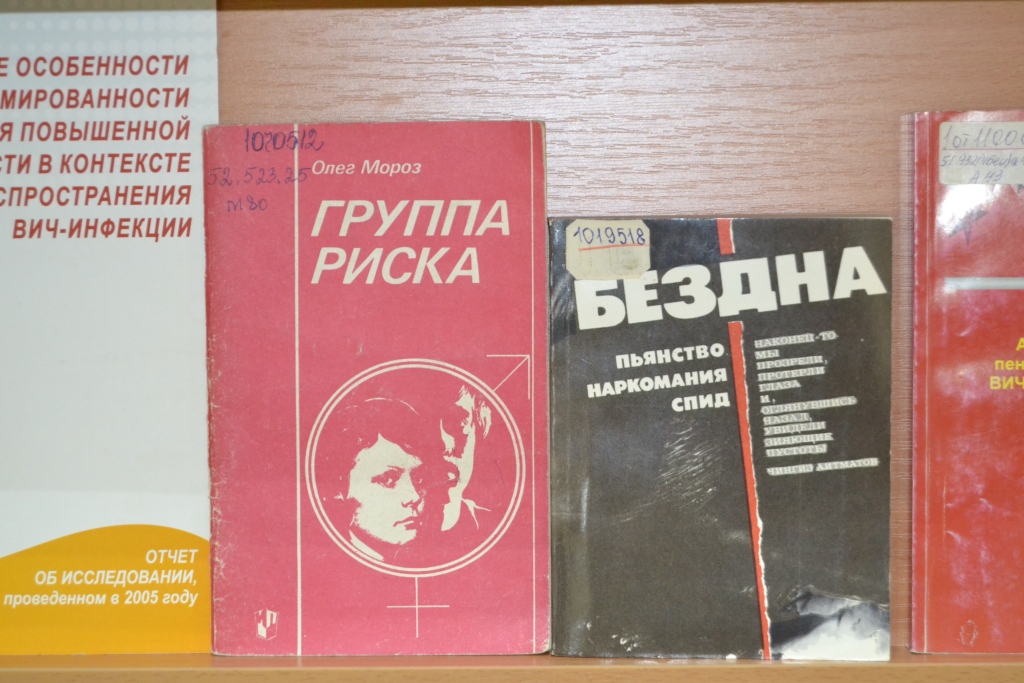 Е ОСОБЕННОСТИ
МИРОВАННОСТИ
Я ПОВЫШЕННОЙ
СТИ В КОНТЕКСТЕ
СПРОСТРАНЕНИЯ
ВИЧ-ИНФЕКЦИИ
ОТЧЕТ
ОБ ИССЛЕДОВАНИИ,
проведенном в 2005 году
1070512
52.523.25
М80
Олег Мороз
ГРУППА
РИСКА
1019518
БЕЗДНА
ПЬЯНСТВО
НАРКОМАНИЯ
СПИД
НАКОНЕЦ-ТО
МЫ
ПРОЗРЕЛИ,
ПРОТЕРЛИ
ГЛАЗА
И,
ОГЛЯНУВШИСЬ
НАЗАД,
УВИДЕЛИ
ЗИЯЮЩИЕ
ПУСТОТЫ
ЧИНГИЗ АЙТМАТОВ
А
пен
ВИЧ